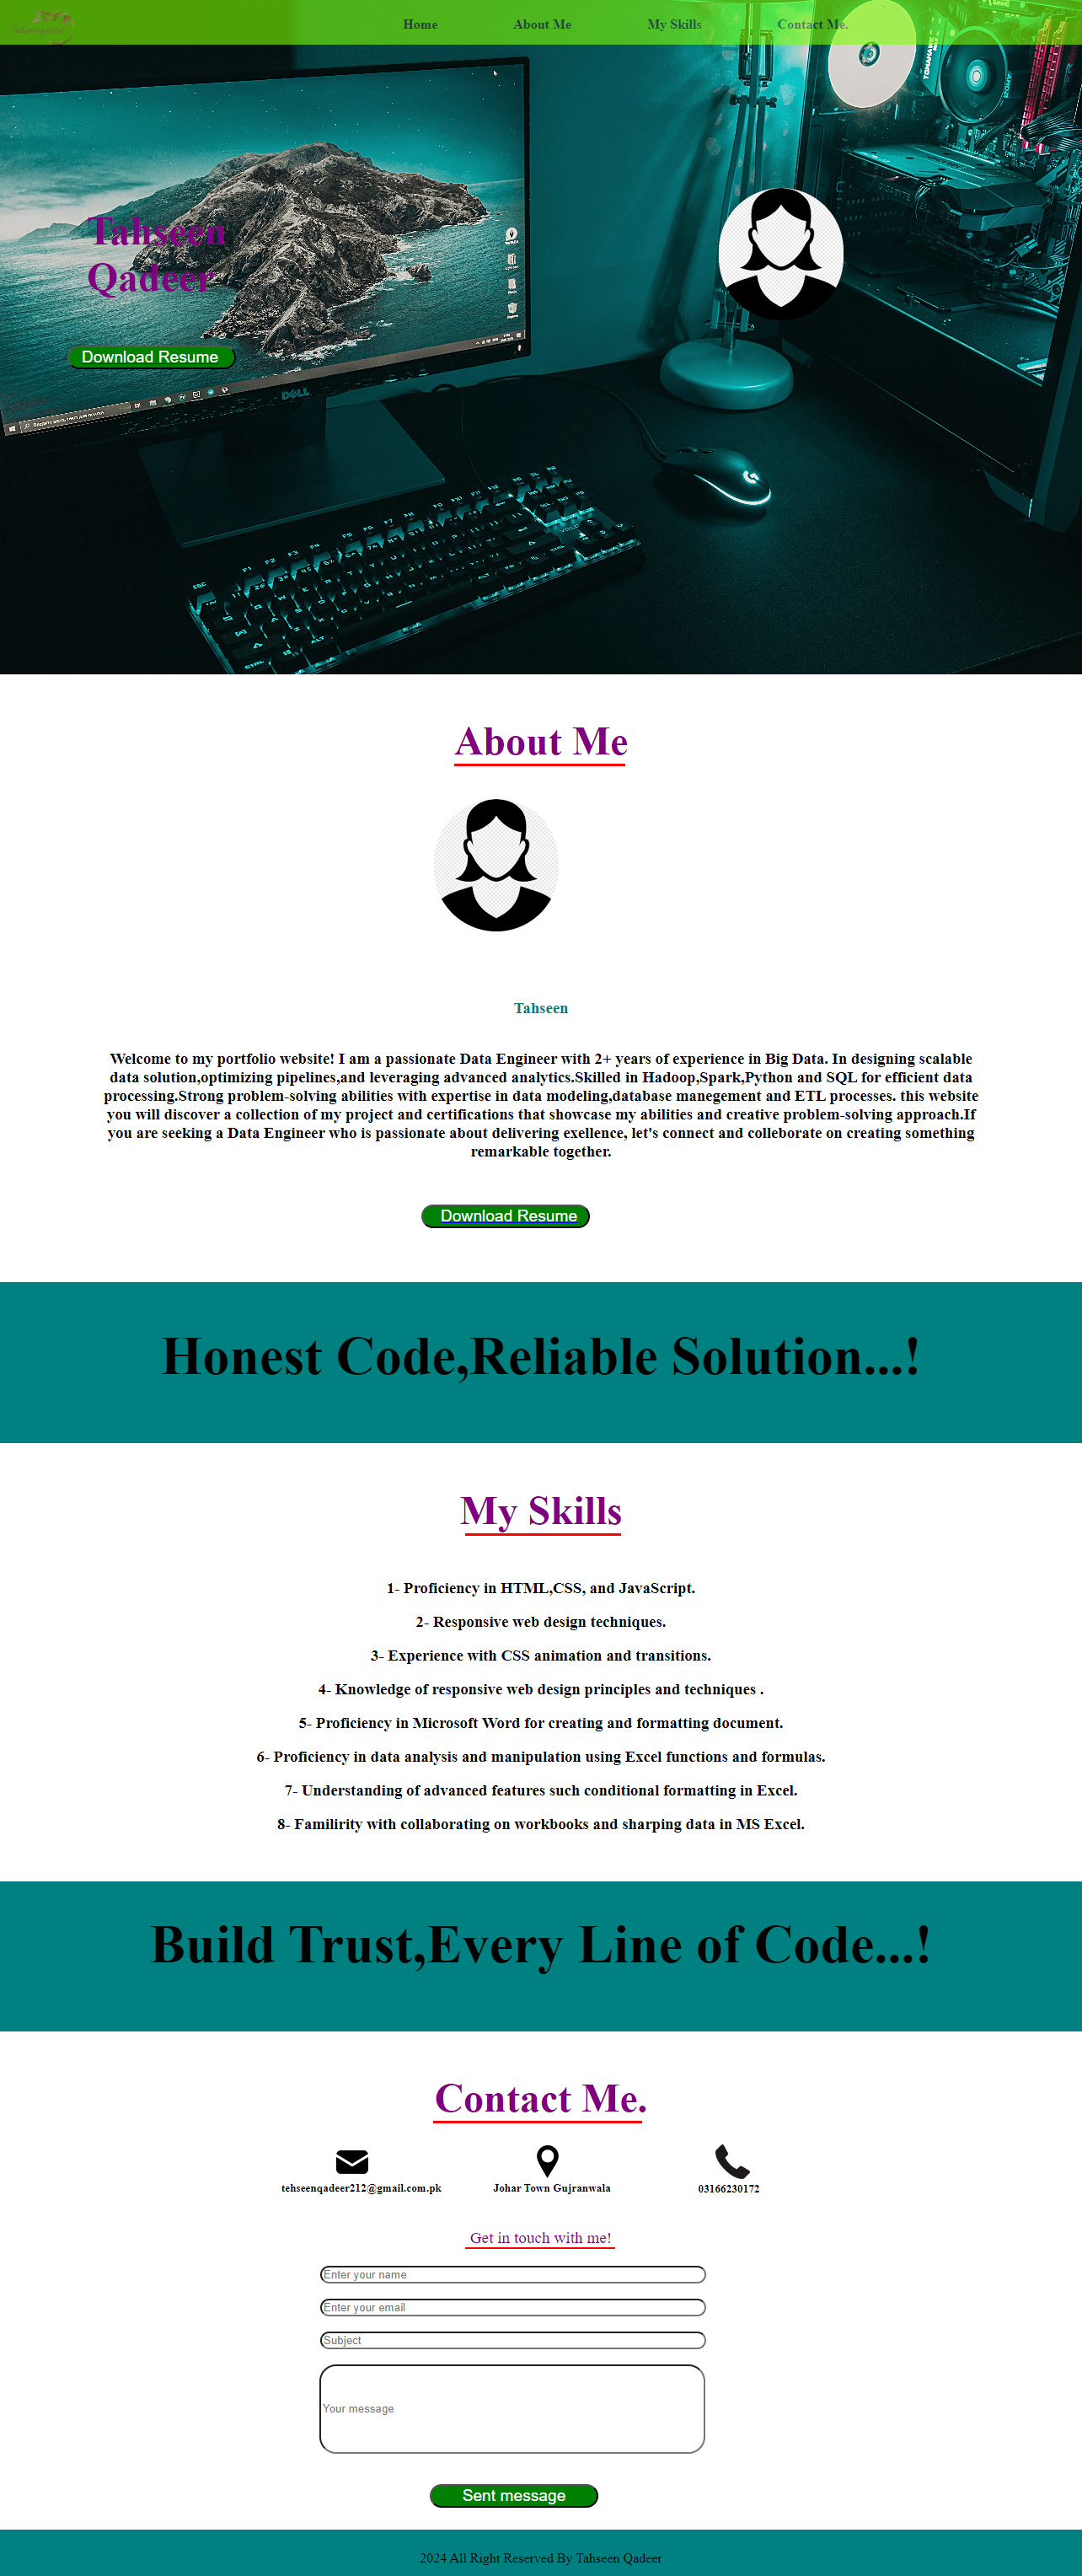 Tahseen Qadeer
Home About Me My Skills Contact Me.
Tahseen
Qadeer
Download Resume
DELL
About Me
Tahseen
Welcome to my portfolio website! I am a passionate Data Engineer with 2+ years of experience in Big Data. In designing scalable
data solution,optimizing pipelines,and leveraging advanced analytics.Skilled in Hadoop,Spark,Python and SQL for efficient data
processing.Strong problem-solving abilities with expertise in data modeling,database manegement and ETL processes. this website
you will discover a collection of my project and certifications that showcase my abilities and creative problem-solving approach.If
you are seeking a Data Engineer who is passionate about delivering exellence, let's connect and colleborate on creating something
remarkable together.
Download Resume
Honest Code,Reliable Solution...!
My Skills
1- Proficiency in HTML,CSS, and JavaScript.
2- Responsive web design techniques.
3- Experience with CSS animation and transitions.
4- Knowledge of responsive web design principles and techniques .
5- Proficiency in Microsoft Word for creating and formatting document.
6- Proficiency in data analysis and manipulation using Excel functions and formulas.
7- Understanding of advanced features such conditional formatting in Excel.
8- Familirity with collaborating on workbooks and sharping data in MS Excel.
Build Trust,Every Line of Code...!
Contact Me.
tehseenqadeer212@gmail.com.pk
Johar Town Gujranwala
03166230172
Get in touch with me!
Enter your name
Enter your email
Subject
Your message
Sent message
2024 All Right Reserved By Tahseen Qadeer